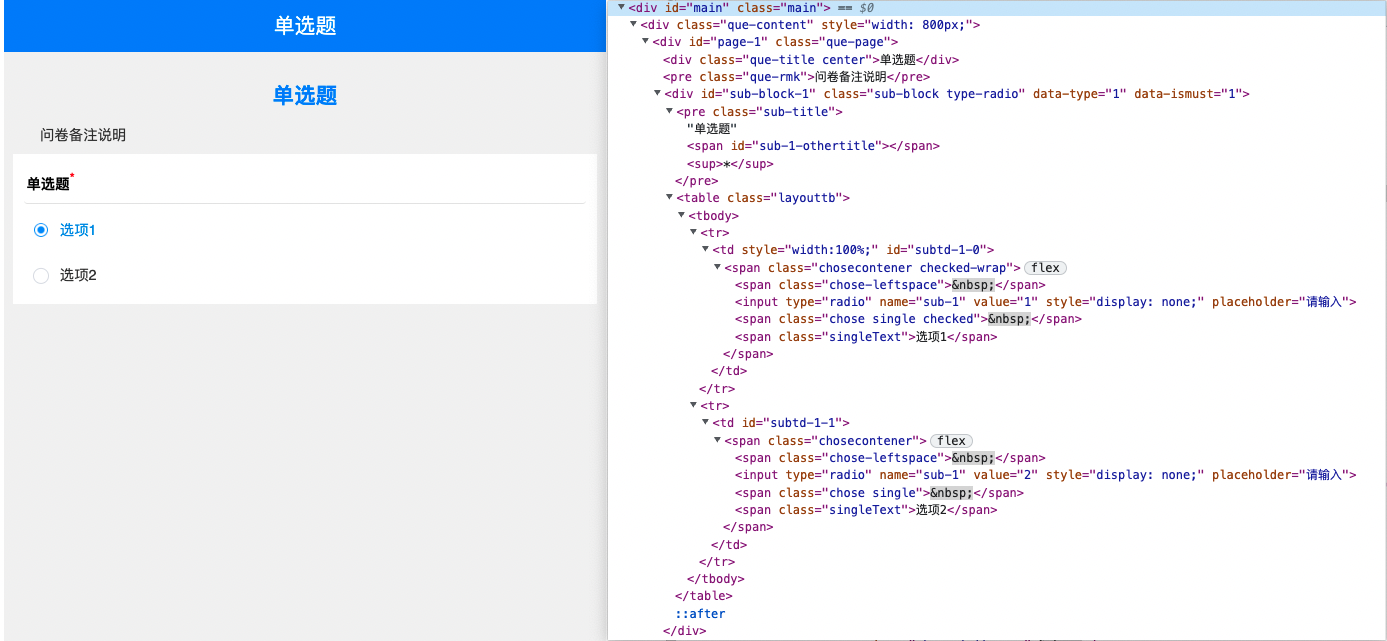 单选题
单选题
问卷备注说明
单选题*
选项1
选项2
<div id="main" class="main"> == $0
<div class="que-content" style="width: 800px;">
<div id="page-1" class="que-page">
<div class="que-title center">单选题</div>
<pre class="que-rmk">问卷备注说明</pre>
<div id="sub-block-1" class="sub-block type-radio" data-type="1" data-ismust="1">
<pre class="sub-title">
"单选题"
<span id="sub-1-othertitle"></span>
<sup>*</sup>
</pre>
<table class="layouttb">
<tbody>
<tr>
<td style="width:100%;" id="subtd-1-0">
<span class="chosecontener checked-wrap"> flex
<span class="chose-leftspace">&nbsp;</span>
<input type="radio" name="sub-1" value="1" style="display: none;" placeholder="请输入">
<span class="chose single checked">&nbsp;</span>
<span class="singleText">选项1</span>
</span>
</td>
</tr>
<tr>
<td id="subtd-1-1">
<span class="chosecontener"> flex
<span class="chose-leftspace">&nbsp;</span>
<input type="radio" name="sub-1" value="2" style="display: none;" placeholder="请输入">
<span class="chose single">&nbsp;</span>
<span class="singleText">选项2</span>
</span>
</td>
</tr>
</tbody>
</table>
::after
</div>